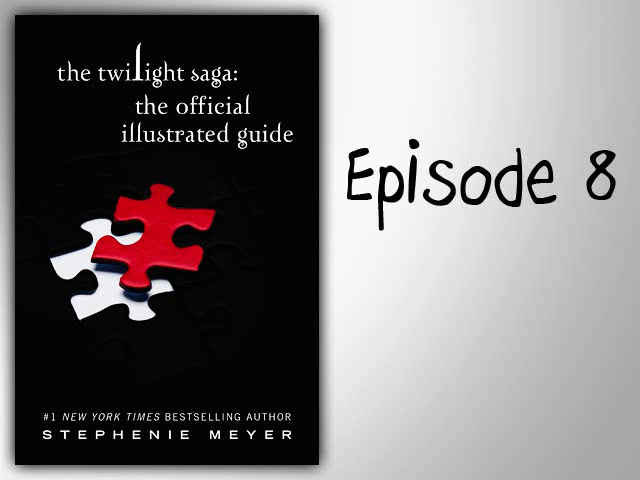 the twilight saga:
the official
illustrated guide
Episode 8
#1 NEW YORK TIMES BESTSELLING AUTHOR
STEPHENIE MEYER